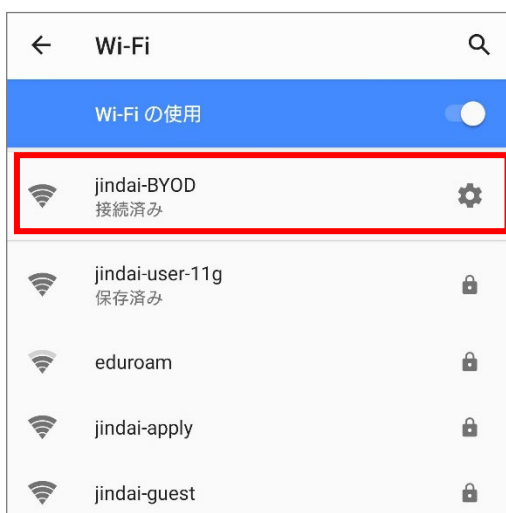 Wi-Fi
Wi-Fi の使用
jindai-BYOD
接続済み
jindai-user-11g
保存済み
eduroam
jindai-apply
jindai-guest